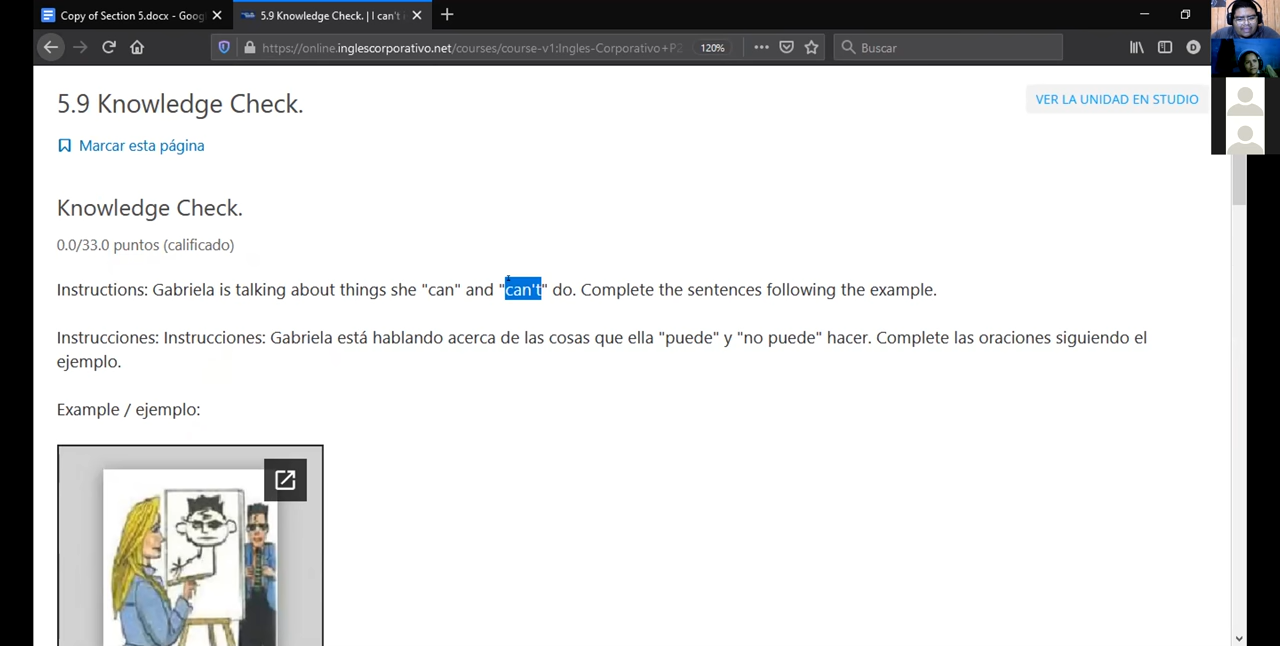 Copy of Section 5.docx - Goog
5.9 Knowledge Check. | I can't
https://online.inglescorporativo.net/courses/course-v1:Ingles-Corporativo+P2
120%
Buscar
D
5.9 Knowledge Check.
VER LA UNIDAD EN STUDIO
Marcar esta página
Knowledge Check.
0.0/33.0 puntos (calificado)
Instructions: Gabriela is talking about things she "can" and "can't" do. Complete the sentences following the example.
Instrucciones: Instrucciones: Gabriela está hablando acerca de las cosas que ella "puede" y "no puede" hacer. Complete las oraciones siguiendo el
ejemplo.
Example / ejemplo: